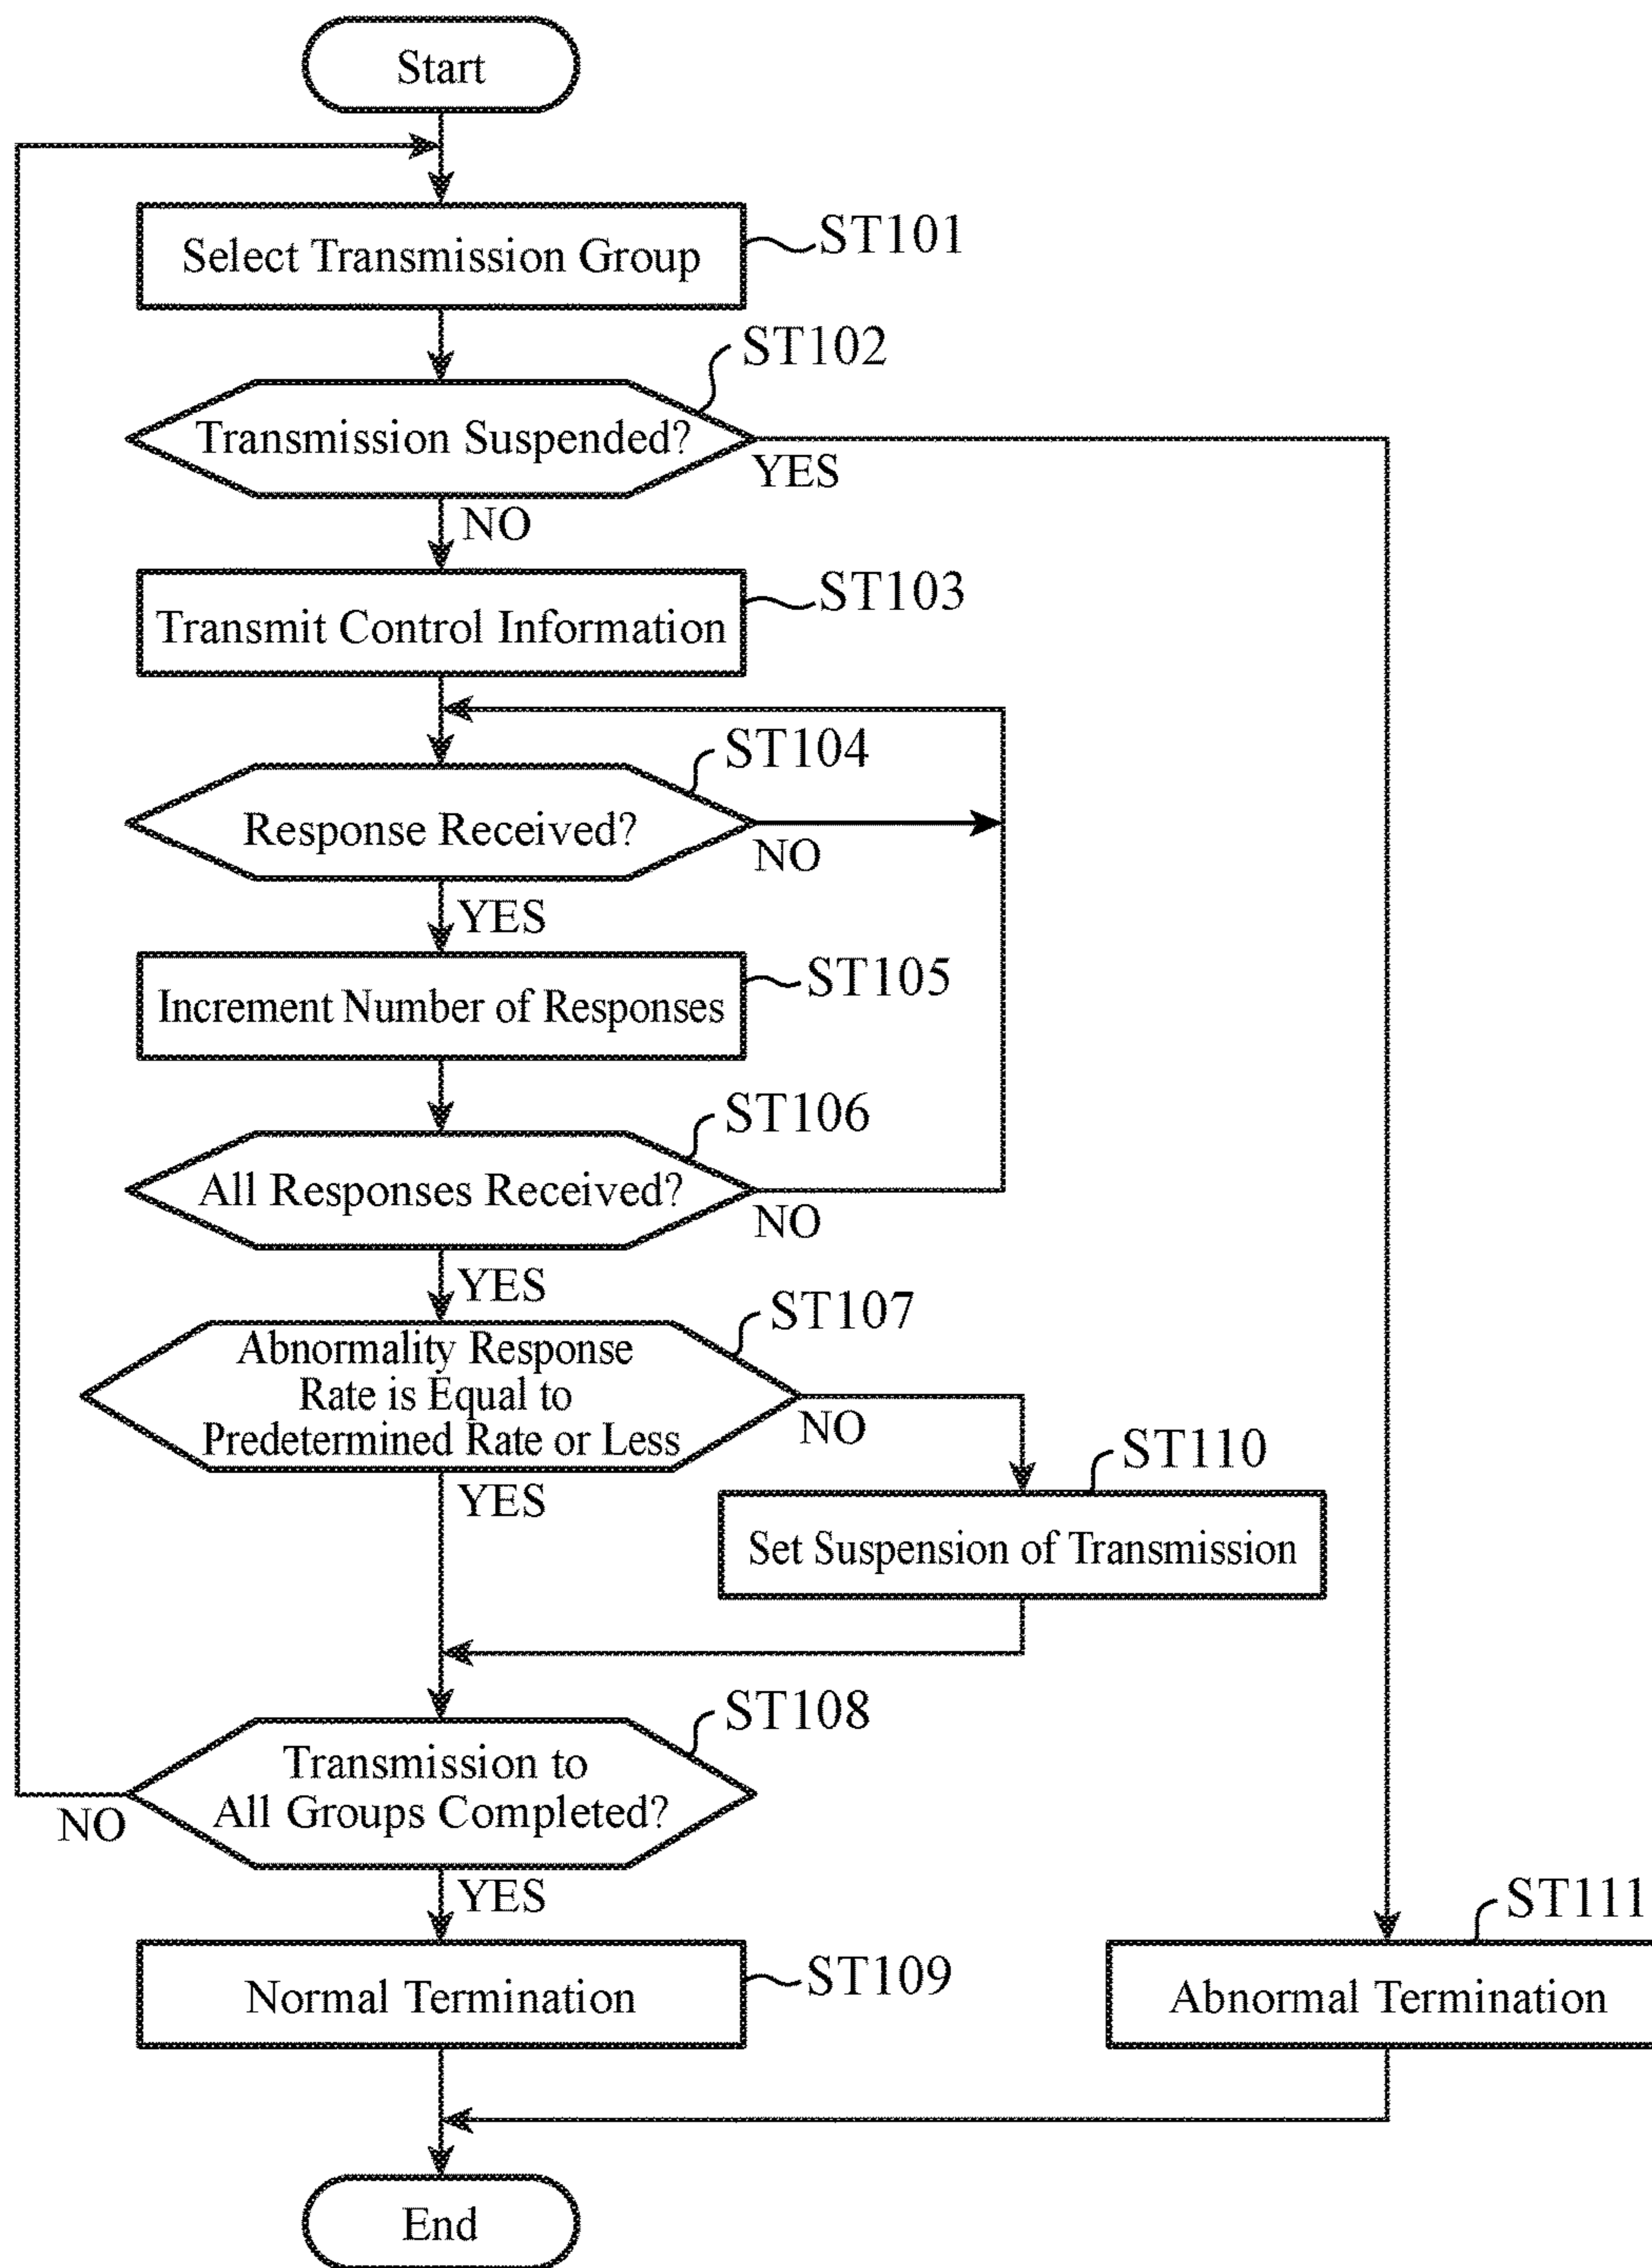 Start
Select Transmission Group
ST101
ST102
Transmission Suspended?
YES
NO
Transmit Control Information
ST103
ST104
Response Received?
NO
YES
Increment Number of Responses
ST105
ST106
All Responses Received?
NO
YES
ST107
Abnormality Response
Rate is Equal to
Predetermined Rate or Less
NO
YES
ST110
Set Suspension of Transmission
ST108
Transmission to
All Groups Completed?
NO
YES
ST111
Normal Termination
ST109
Abnormal Termination
End